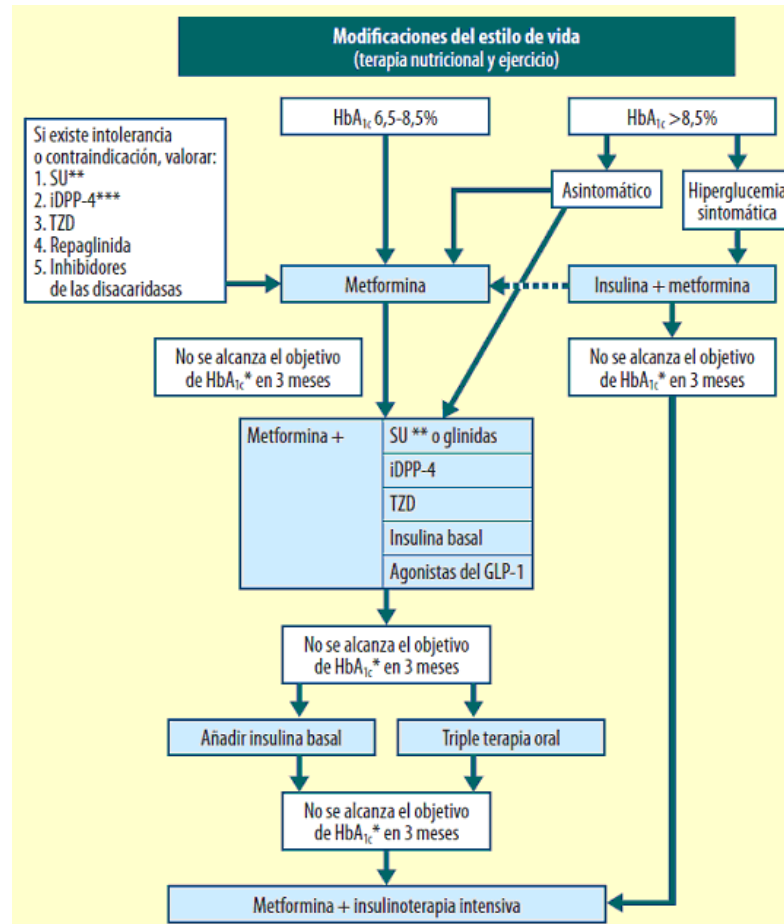 Modificaciones del estilo de vida
(terapia nutricional y ejercicio)
HbA1c 6,5-8,5%
HbA1c >8,5%
Si existe intolerancia
o contraindicación, valorar:
1. SU**
2. iDPP-4***
3. TZD
4. Repaglinida
5. Inhibidores
de las disacaridasas
Asintomático
Hiperglucemia
sintomática
Metformina
Insulina + metformina
No se alcanza el objetivo
de HbA1c* en 3 meses
No se alcanza el objetivo
de HbA1c* en 3 meses
Metformina +
SU ** o glinidas
iDPP-4
TZD
Insulina basal
Agonistas del GLP-1
No se alcanza el objetivo
de HbA1c* en 3 meses
Añadir insulina basal
Triple terapia oral
No se alcanza el objetivo
de HbA1c* en 3 meses
Metformina + insulinoterapia intensiva